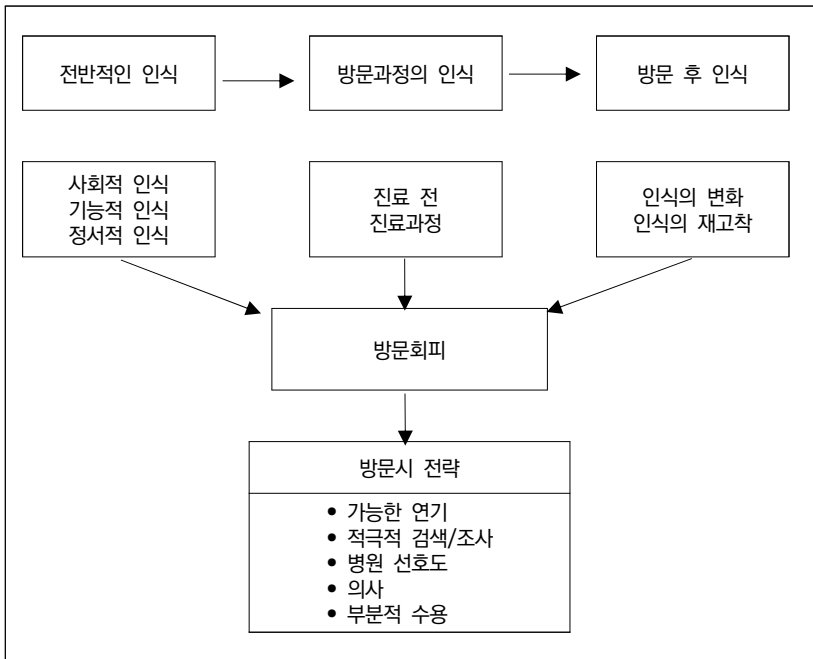 전반적인 인식
방문과정의 인식
방문 후 인식
사회적 인식
기능적 인식
정서적 인식
진료 전
진료과정
인식의 변화
인식의 재고착
방문회피
방문시 전략
• 가능한 연기
• 적극적 검색/조사
• 병원 선호도
• 의사
• 부분적 수용